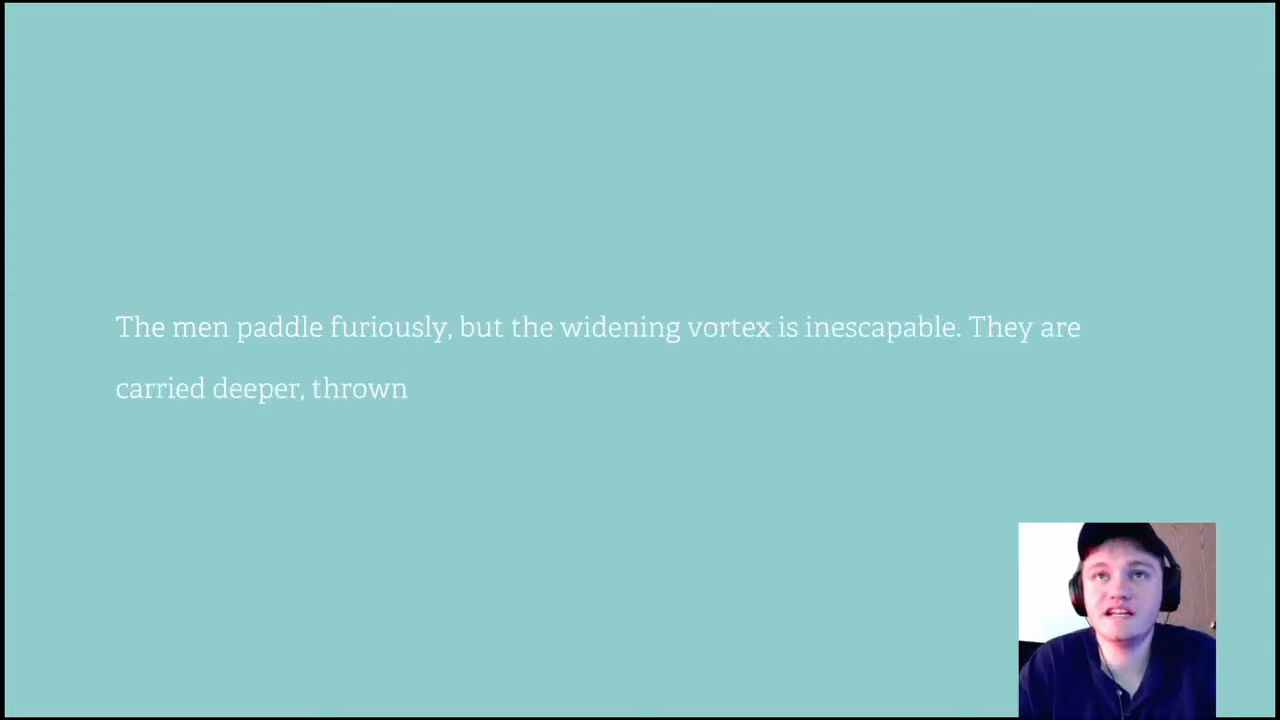 The men paddle furiously, but the widening vortex is inescapable. They are
carried deeper, thrown